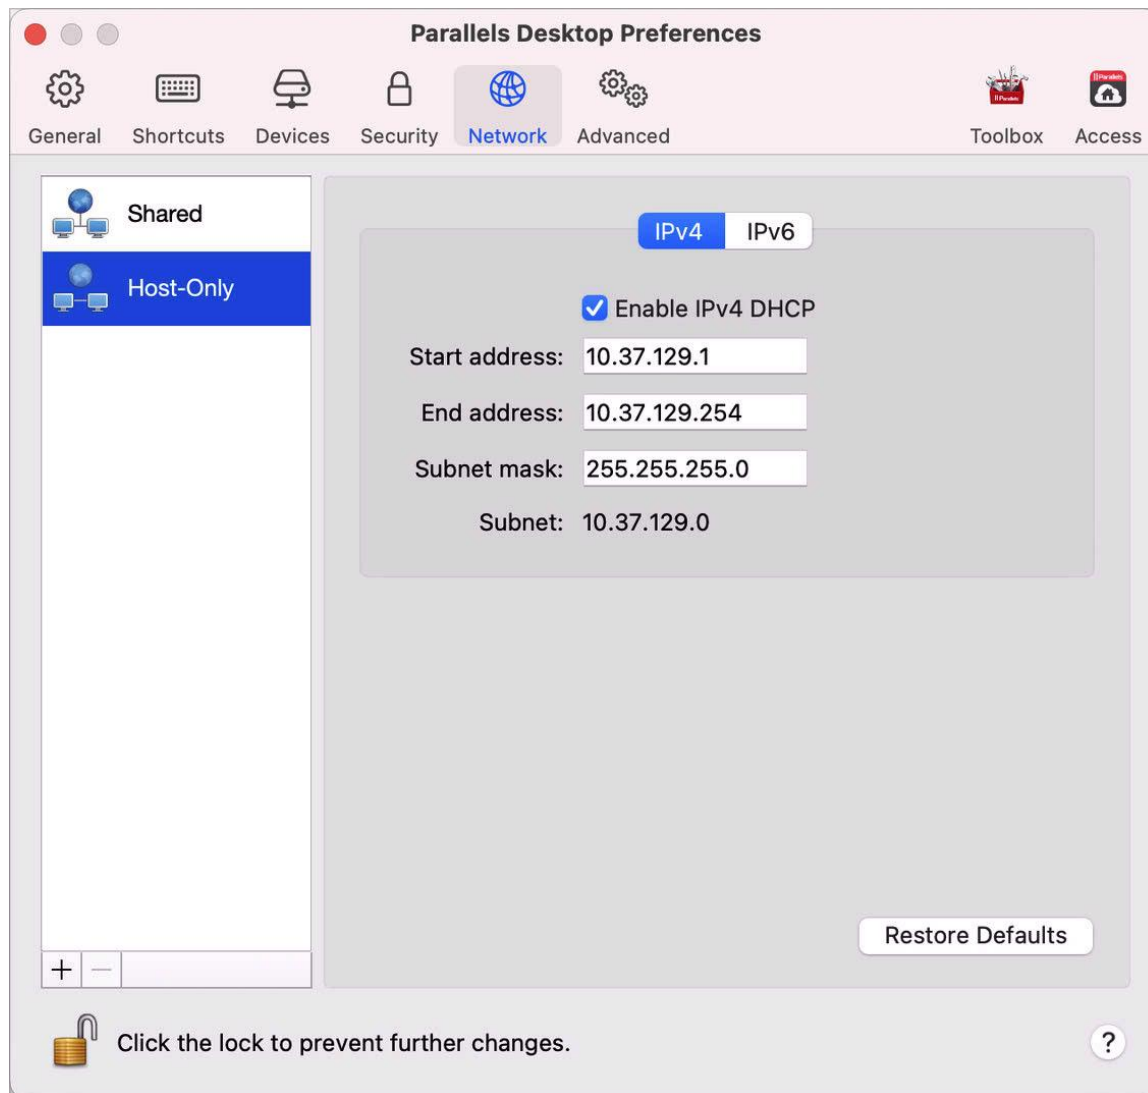 Parallels Desktop Preferences
General Shortcuts Devices Security Network Advanced Toolbox Access
Shared
Host-Only
IPv4 IPv6
Enable IPv4 DHCP
Start address: 10.37.129.1
End address: 10.37.129.254
Subnet mask: 255.255.255.0
Subnet: 10.37.129.0
Restore Defaults
Click the lock to prevent further changes.
?